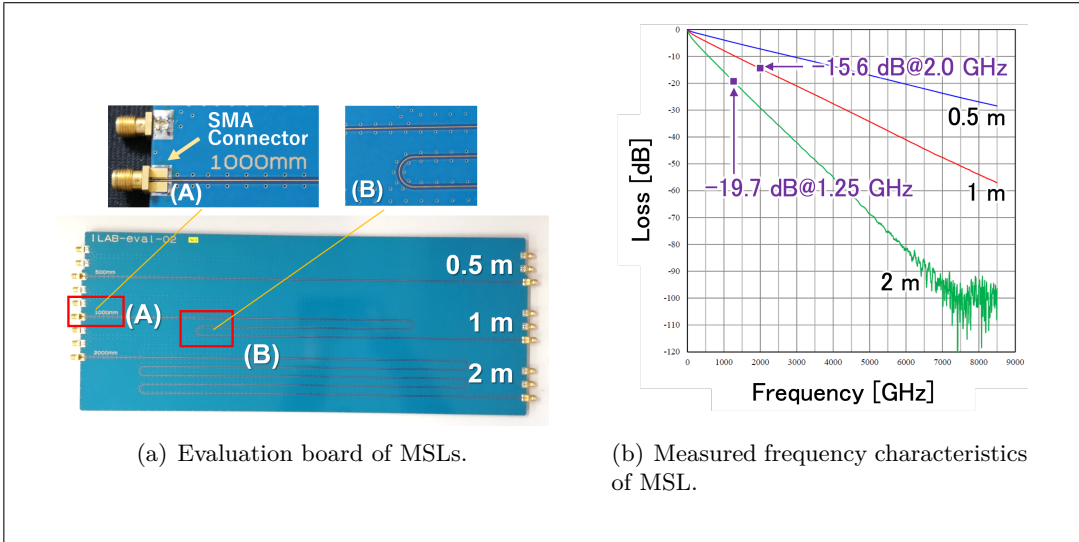 SMA
Connector
1000mm
(A)
(B)
ILAB-eval-02
500mm
0.5 m
1000mm
(A)
1 m
(B)
2000mm
2 m
0
-10
-20
-30
-40
-50
-60
-70
-80
-90
-100
-110
-120
Loss [dB]
−15.6 dB@2.0 GHz
0.5 m
−19.7 dB@1.25 GHz
1 m
2 m
0 1000 2000 3000 4000 5000 6000 7000 8000 9000
Frequency [GHz]
(a) Evaluation board of MSLs.
(b) Measured frequency characteristics
of MSL.